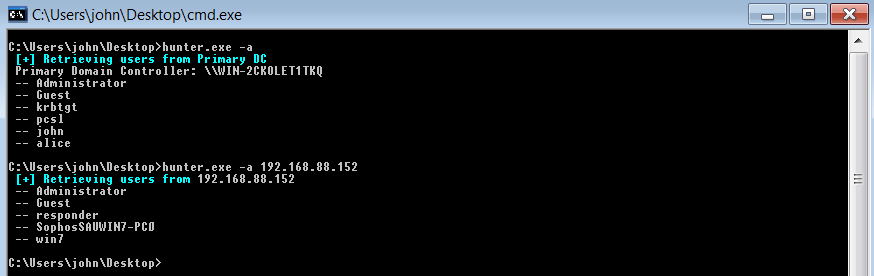 C:\Users\john\Desktop\cmd.exe
C:\Users\john\Desktop>hunter.exe -a
[+] Retrieving users from Primary DC
Primary Domain Controller: \\WIN-2CKOLET1TKQ
-- Administrator
-- Guest
-- krbtgt
-- pcsl
-- john
-- alice
C:\Users\john\Desktop>hunter.exe -a 192.168.88.152
[+] Retrieving users from 192.168.88.152
-- Administrator
-- Guest
-- responder
-- SophosSAUWIN7-PC0
-- win7
C:\Users\john\Desktop>